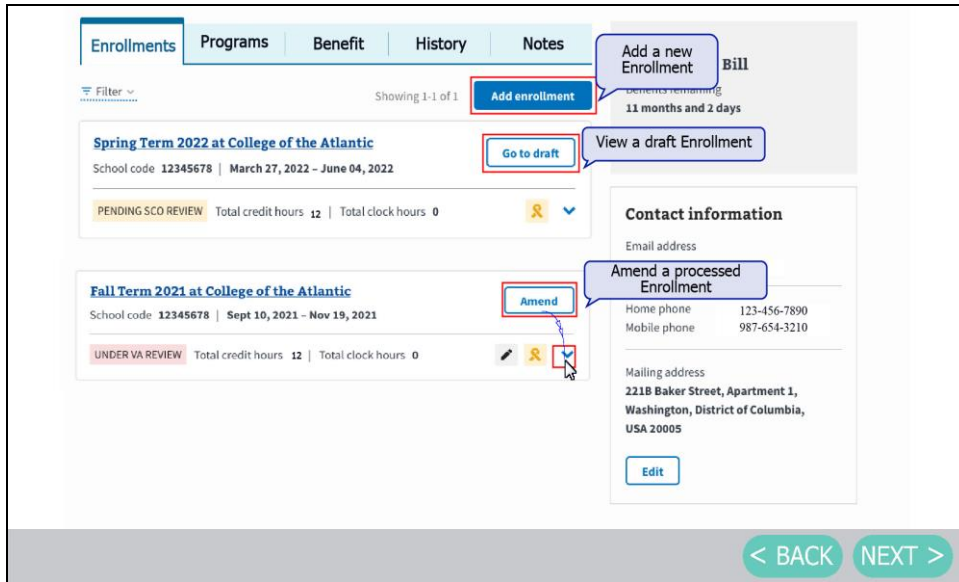 Enrollments
Programs
Benefit
History
Notes
Add a new
Enrollment
Bill
Filter
Showing 1-1 of 1
Add enrollment
Benefits remaining
11 months and 2 days
Spring Term 2022 at College of the Atlantic
Go to draft
View a draft Enrollment
School code 12345678 | March 27, 2022 – June 04, 2022
PENDING SCO REVIEW Total credit hours 12 | Total clock hours 0
Contact information
Email address
Amend a processed
Enrollment
Fall Term 2021 at College of the Atlantic
Amend
School code 12345678 | Sept 10, 2021 – Nov 19, 2021
Home phone 123-456-7890
Mobile phone 987-654-3210
UNDER VA REVIEW Total credit hours 12 | Total clock hours 0
Mailing address
221B Baker Street, Apartment 1,
Washington, District of Columbia,
USA 20005
Edit
< BACK
NEXT >